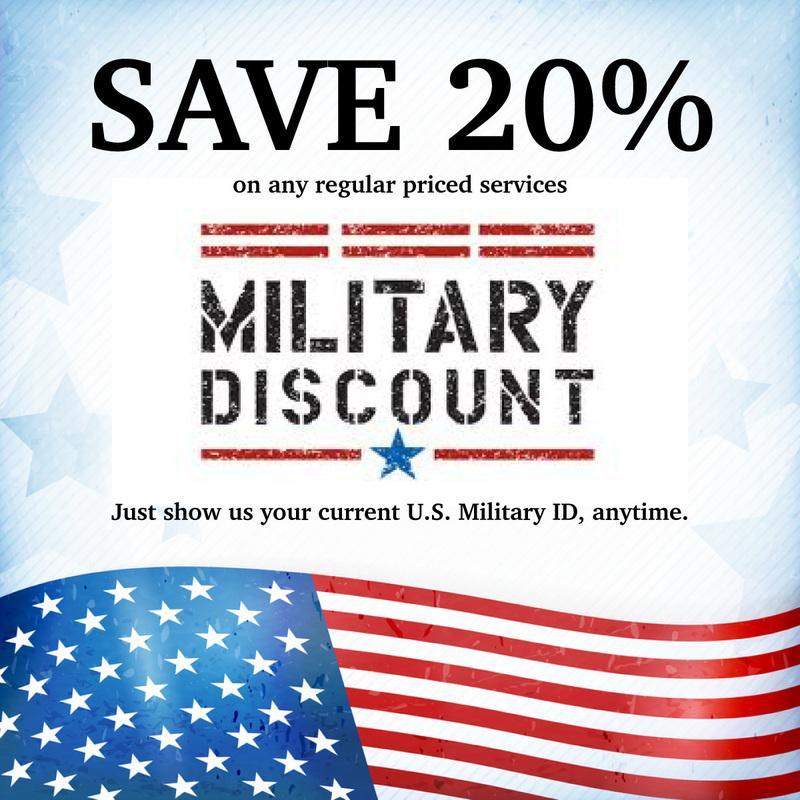 SAVE 20%
on any regular priced services
MILITARY
DISCOUNT
Just show us your current U.S. Military ID, anytime.